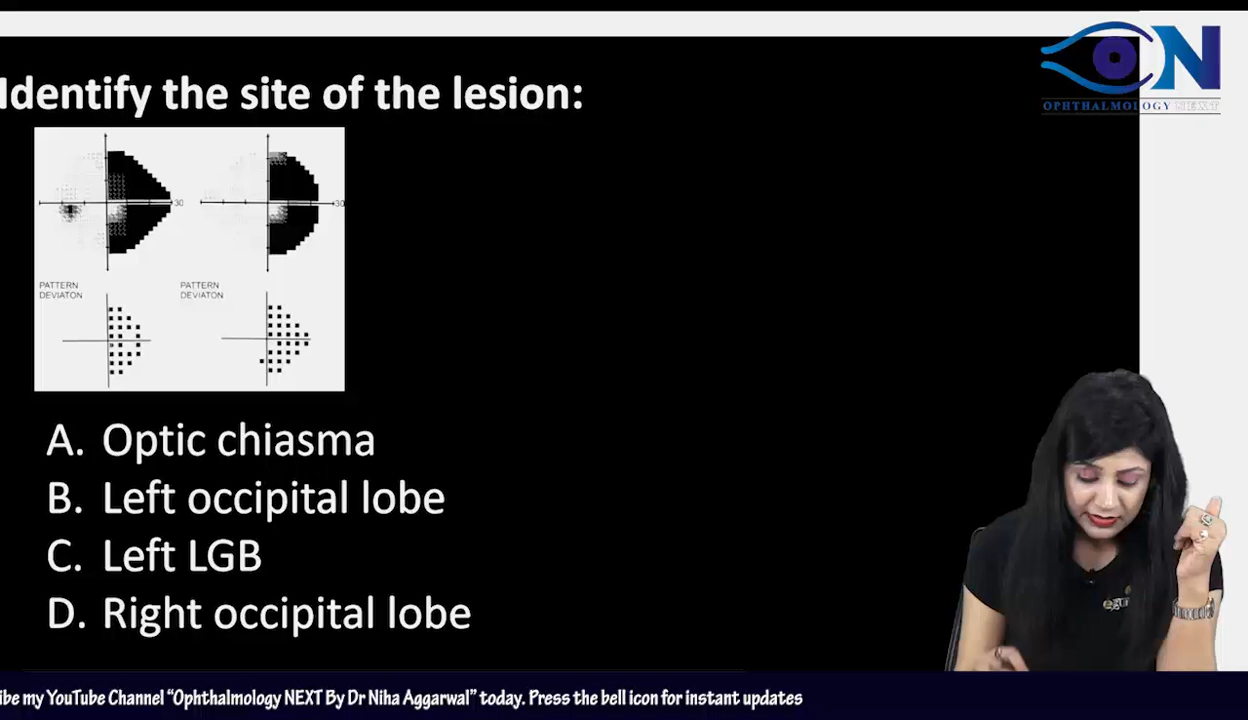 ON
OPHTHALMOLOGY NEXT
Identify the site of the lesion:
30
30
PATTERN
DEVIATON
PATTERN
DEVIATON
A. Optic chiasma
B. Left occipital lobe
C. Left LGB
D. Right occipital lobe
ibe my YouTube Channel “Ophthalmology NEXT By Dr Niha Aggarwal” today. Press the bell icon for instant updates